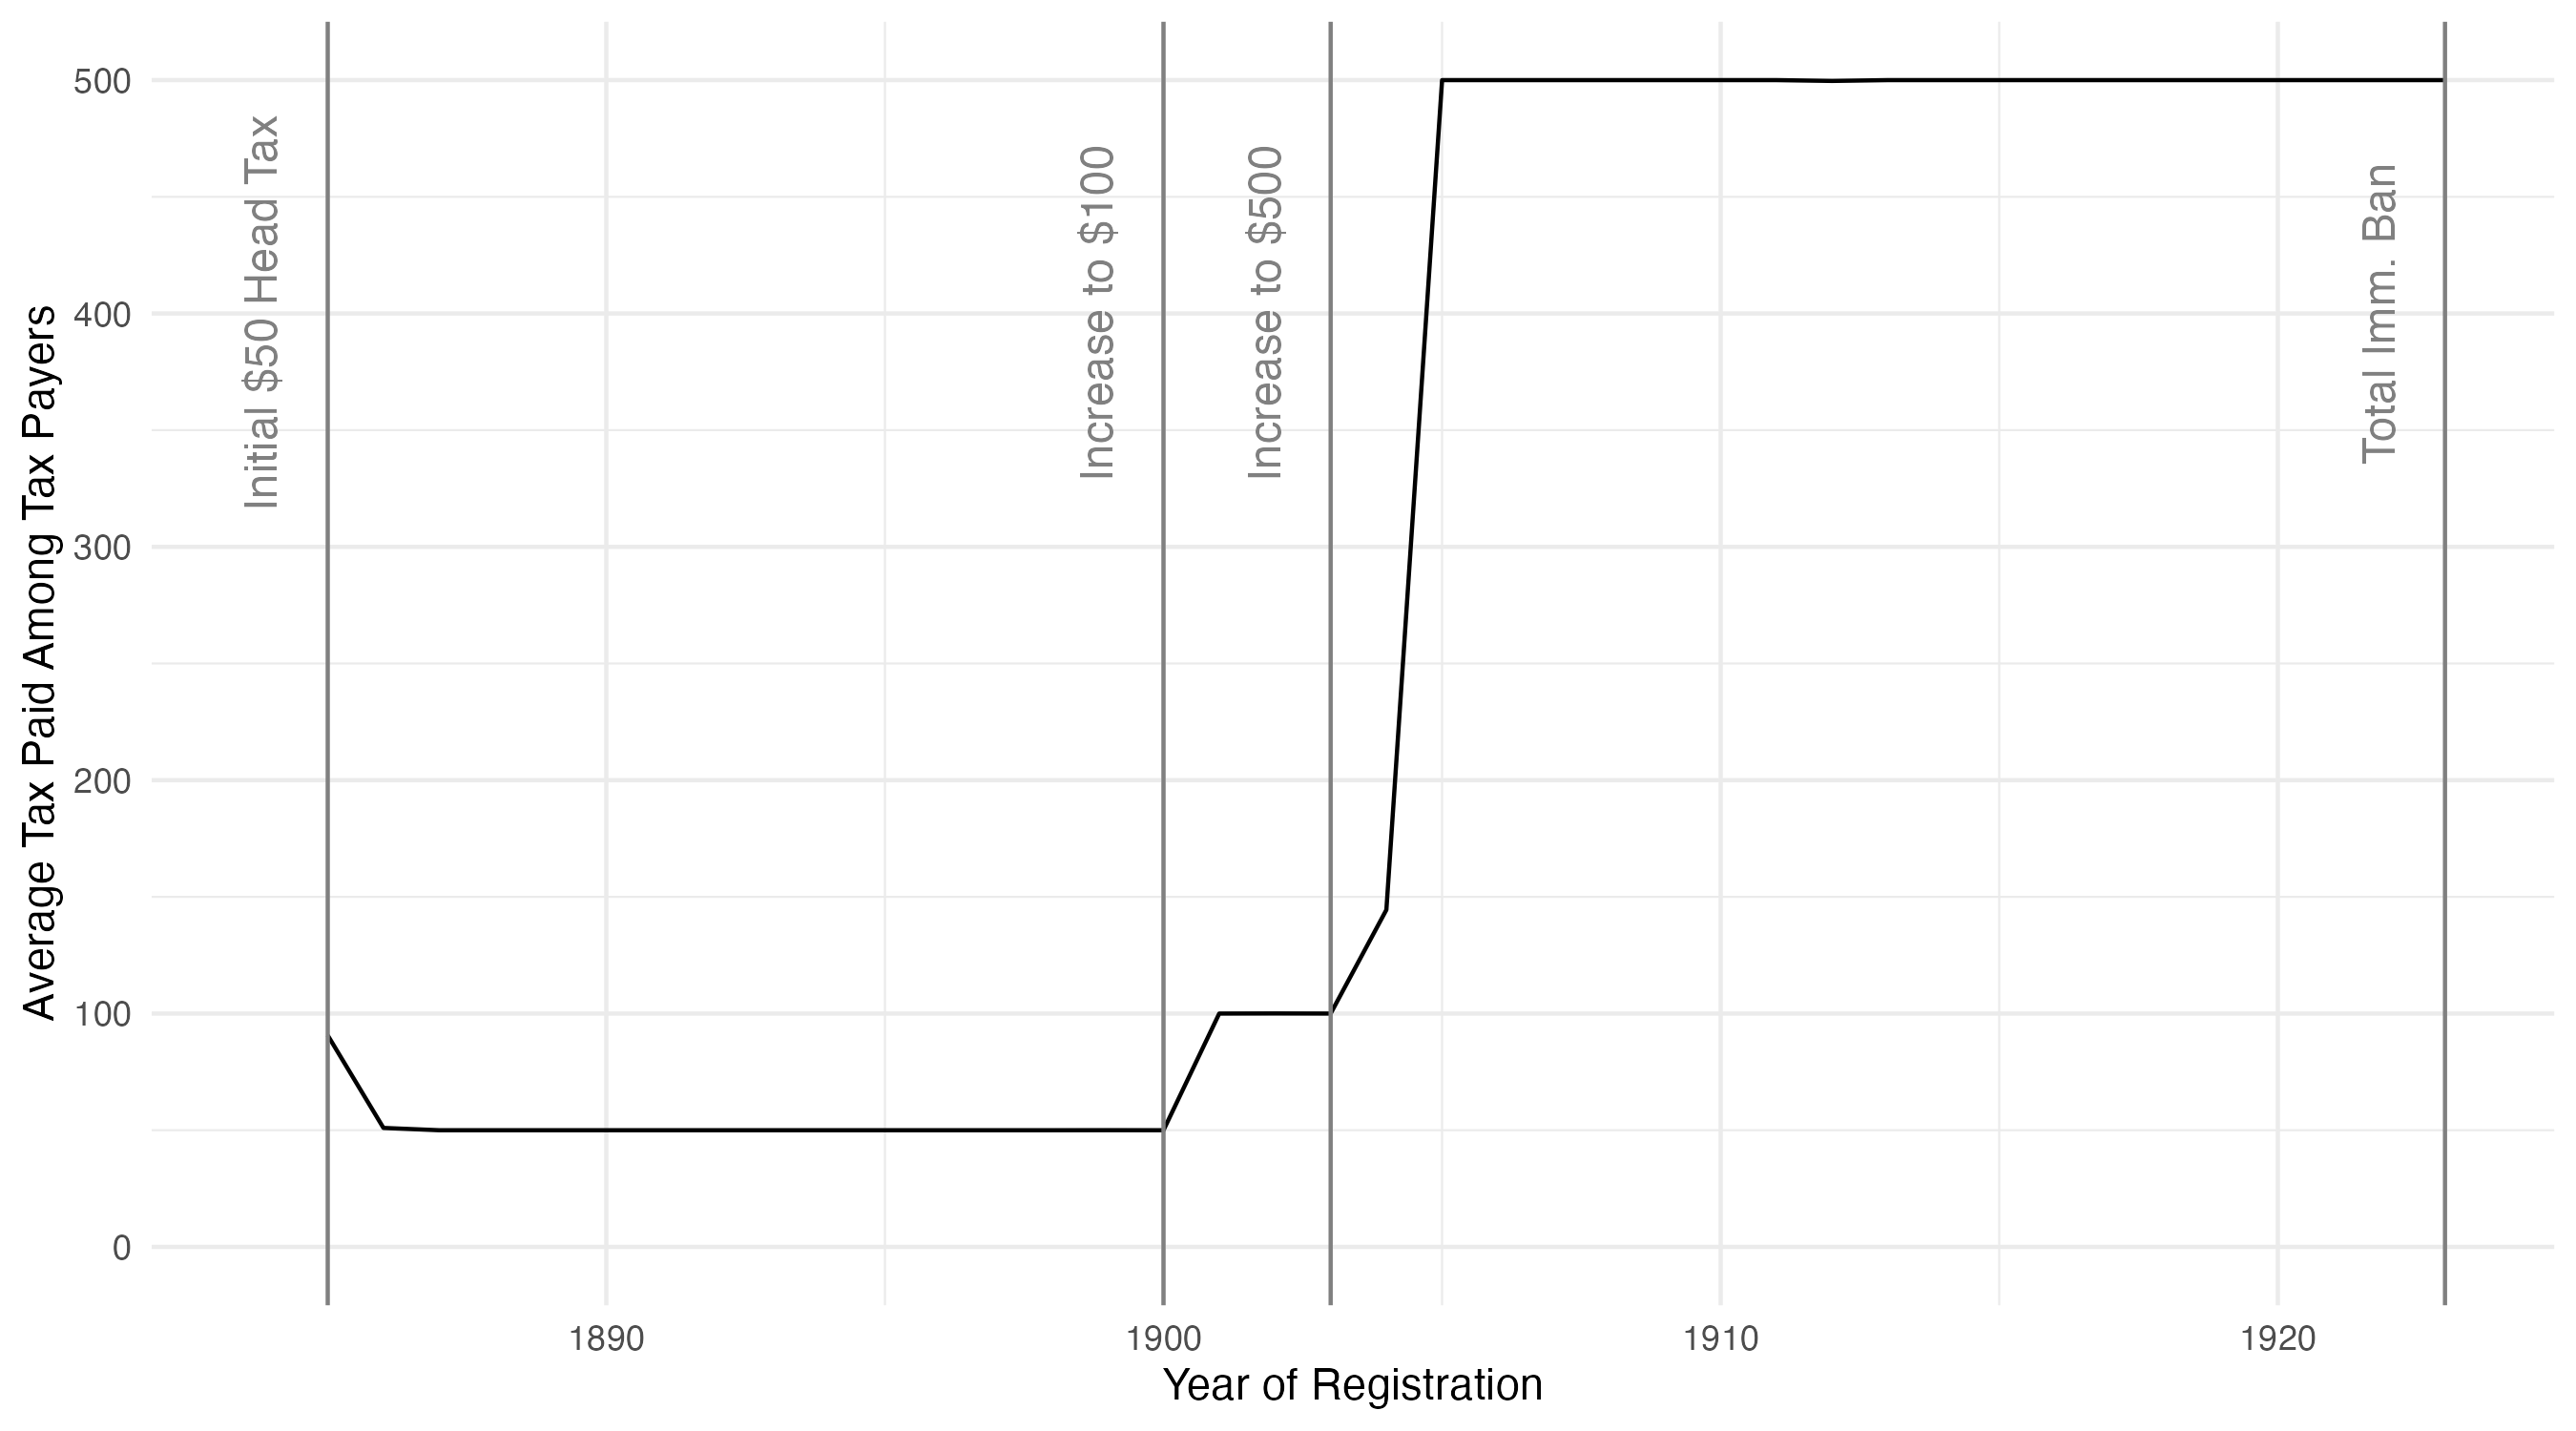 Average Tax Paid Among Tax Payers
500
400
300
200
100
0
Initial $50 Head Tax
Increase to $100
Increase to $500
Total Imm. Ban
1890
1900
1910
1920
Year of Registration